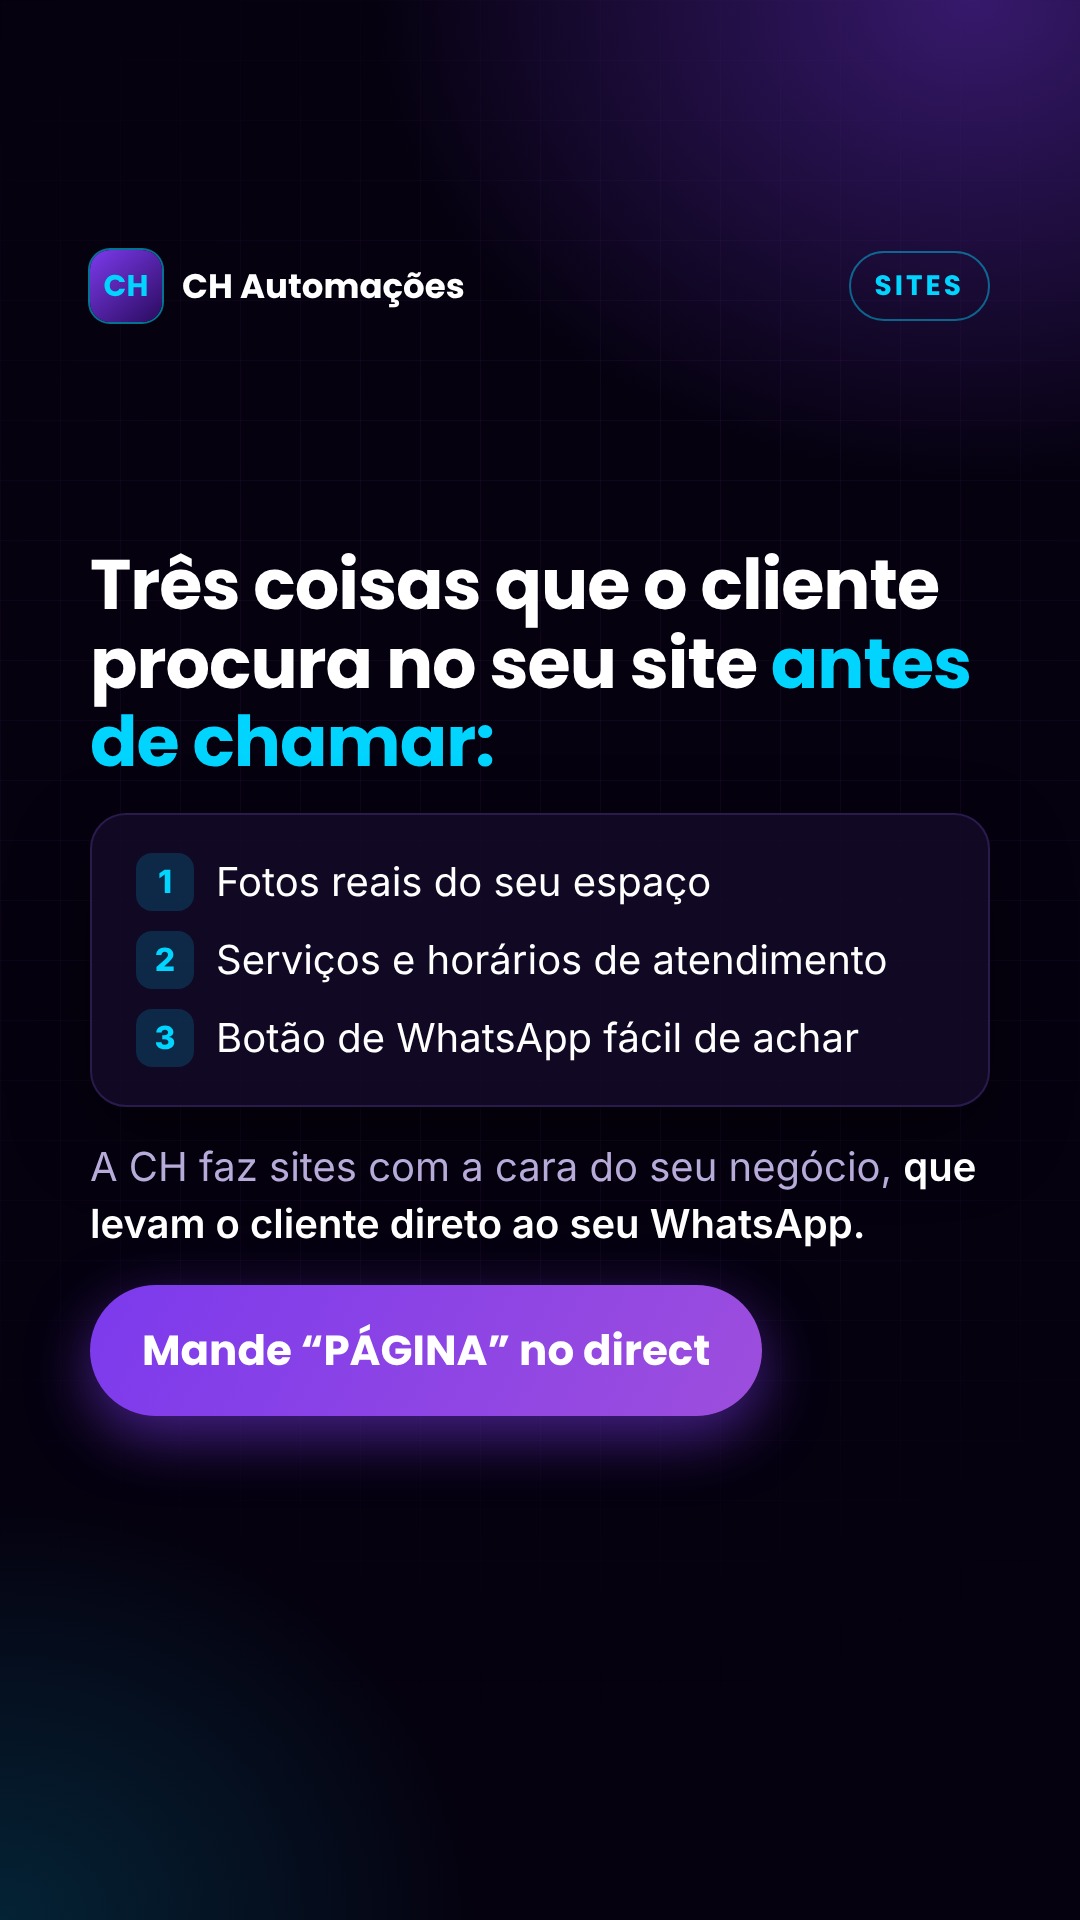 CH
CH Automações
SITES
Três coisas que o cliente
procura no seu site antes
de chamar:
1 Fotos reais do seu espaço
2 Serviços e horários de atendimento
3 Botão de WhatsApp fácil de achar
A CH faz sites com a cara do seu negócio, que
levam o cliente direto ao seu WhatsApp.
Mande “PÁGINA” no direct